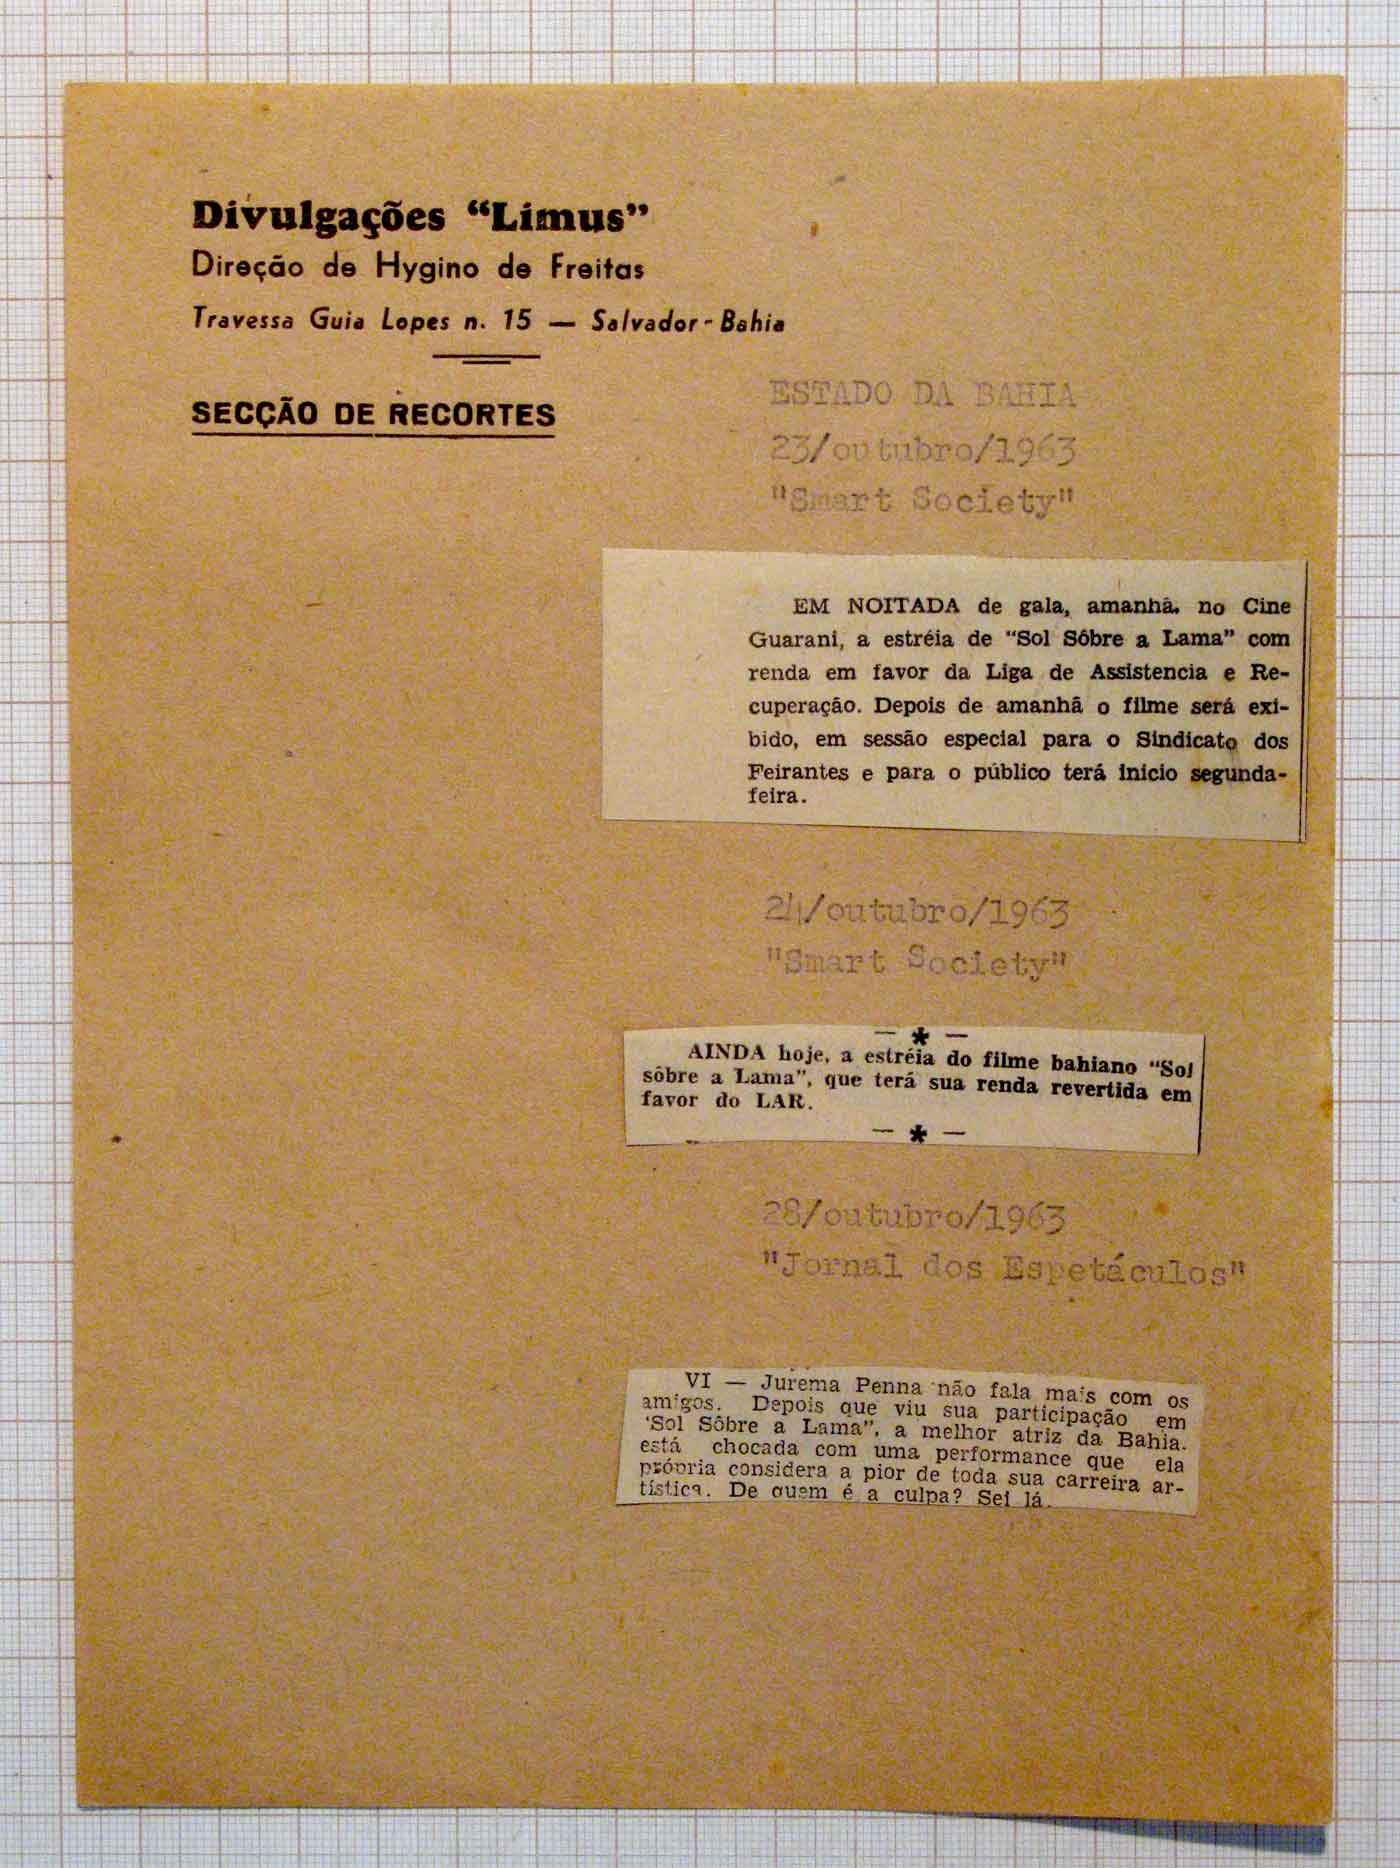 Divulgações “Limus”
Direção de Hygino de Freitas
Travessa Guia Lopes n. 15 — Salvador-Bahia
SECÇÃO DE RECORTES
ESTADO DA BAHIA
23/outubro/1963
"Smart Society"
EM NOITADA de gala, amanhã, no Cine
Guarani, a estréia de “Sol Sôbre a Lama” com
renda em favor da Liga de Assistencia e Re-
cuperação. Depois de amanhã o filme será exi-
bido, em sessão especial para o Sindicato dos
Feirantes e para o público terá inicio segunda-
feira.
24/outubro/1963
"Smart Society"
— * —
AINDA hoje, a estréia do filme bahiano “Sol
sôbre a Lama”, que terá sua renda revertida em
favor do LAR.
— * —
28/outubro/1963
"Jornal dos Espetáculos"
VI — Jurema Penna não fala mais com os
amigos. Depois que viu sua participação em
‘Sol Sôbre a Lama”, a melhor atriz da Bahia.
está chocada com uma performance que ela
própria considera a pior de toda sua carreira ar-
tística. De quem é a culpa? Sei lá.